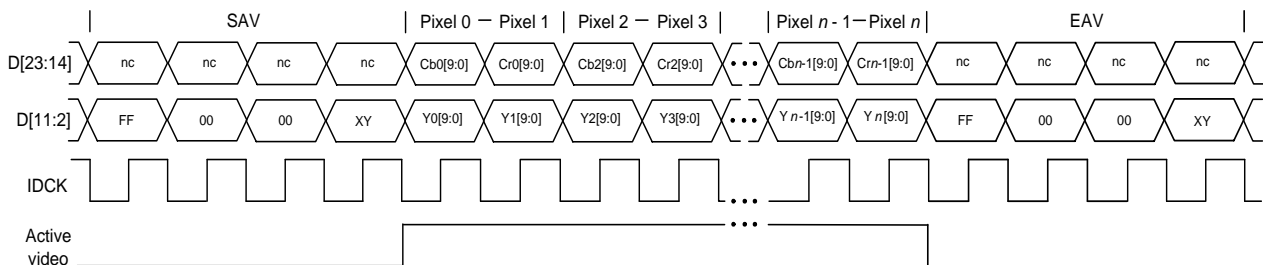 SAV Pixel 0 — Pixel 1 Pixel 2 — Pixel 3 Pixel n - 1 — Pixel n EAV
D[23:14] nc nc nc nc Cb0[9:0] Cr0[9:0] Cb2[9:0] Cr2[9:0] ••• Cbn-1[9:0] Crn-1[9:0] nc nc nc nc
D[11:2] FF 00 00 XY Y0[9:0] Y1[9:0] Y2[9:0] Y3[9:0] ••• Y n-1[9:0] Y n[9:0] FF 00 00 XY
IDCK •••
Active •••
video